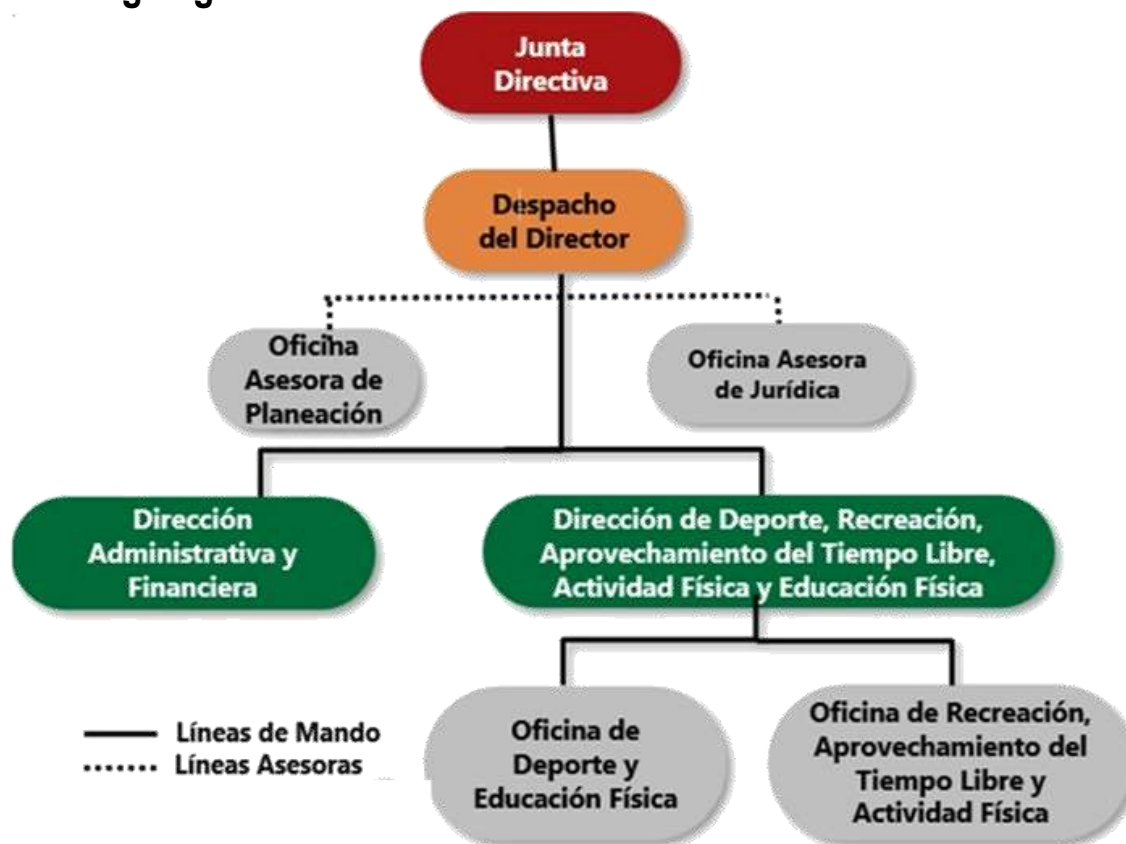 Junta
Directiva
Despacho
del Director
Oficina
Asesora de
Planeación
Oficina Asesora
de Jurídica
Dirección
Administrativa y
Financiera
Dirección de Deporte, Recreación,
Aprovechamiento del Tiempo Libre,
Actividad Física y Educación Física
Oficina de
Deporte y
Educación Física
Oficina de Recreación,
Aprovechamiento del
Tiempo Libre y
Actividad Física
Líneas de Mando
Líneas Asesoras